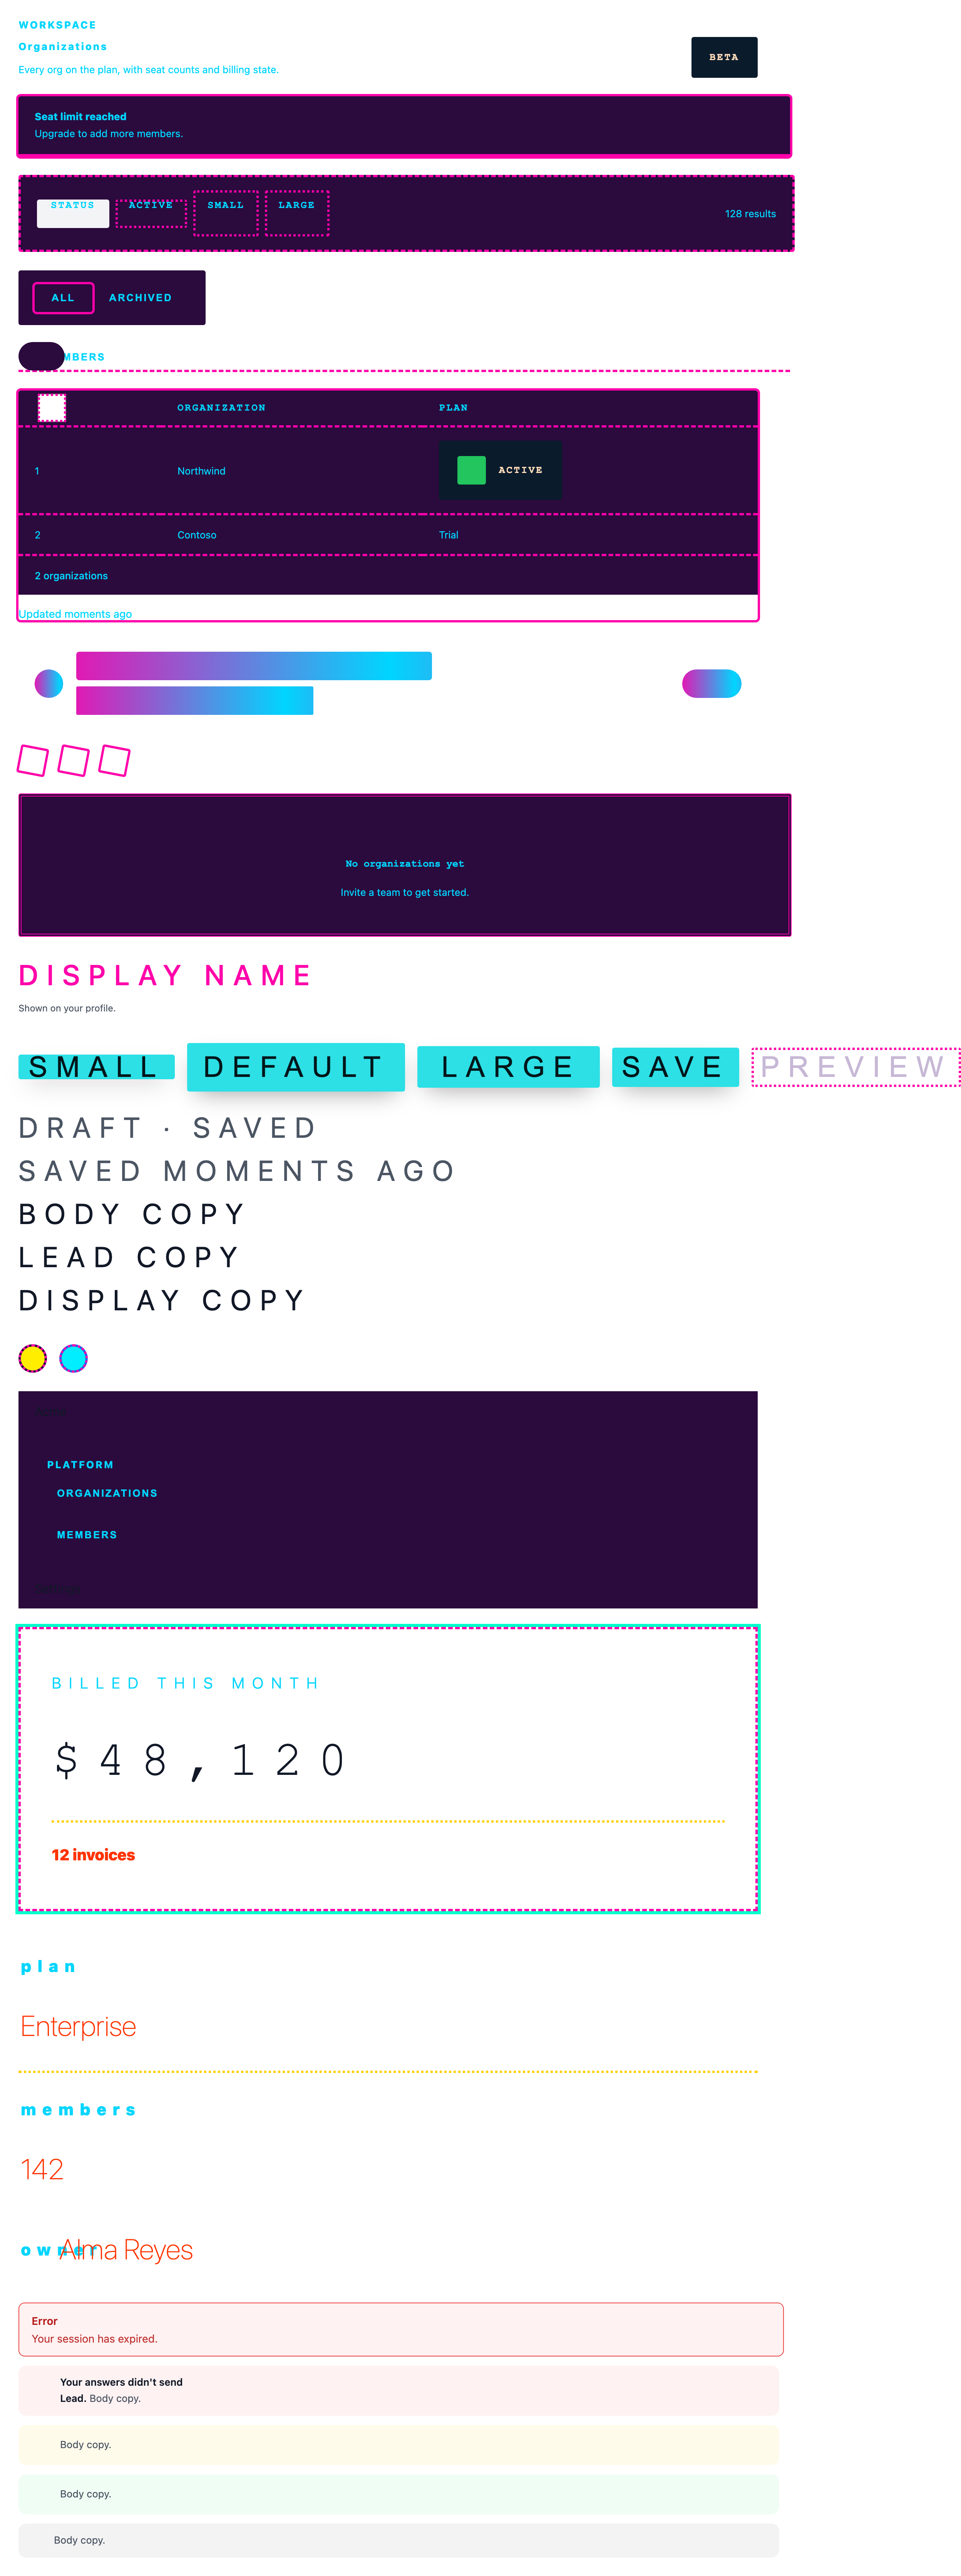 WORKSPACE
Organizations
Every org on the plan, with seat counts and billing state.
BETA
Seat limit reached
Upgrade to add more members.
STATUS ACTIVE SMALL LARGE 128 results
ALL ARCHIVED
MBERS
ORGANIZATION PLAN
1 Northwind ACTIVE
2 Contoso Trial
2 organizations
Updated moments ago
No organizations yet
Invite a team to get started.
DISPLAY NAME
Shown on your profile.
SMALL DEFAULT LARGE SAVE PREVIEW
DRAFT · SAVED
SAVED MOMENTS AGO
BODY COPY
LEAD COPY
DISPLAY COPY
PLATFORM
ORGANIZATIONS
MEMBERS
BILLED THIS MONTH
$48,120
12 invoices
plan
Enterprise
members
142
owner Alma Reyes
Error
Your session has expired.
Your answers didn't send
Lead. Body copy.
Body copy.
Body copy.
Body copy.